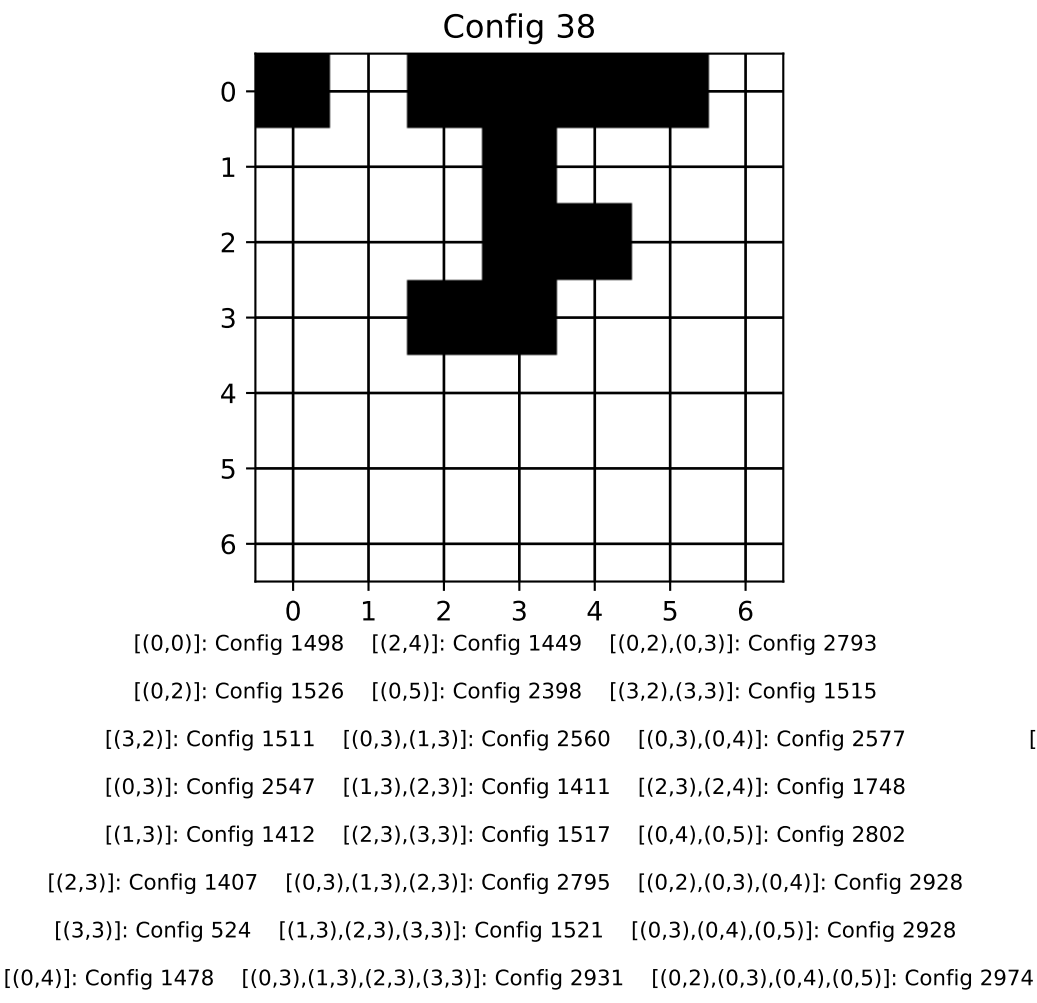 Config 38
0
1
2
3
4
5
6
0 1 2 3 4 5 6
[(0,0)]: Config 1498 [(2,4)]: Config 1449 [(0,2),(0,3)]: Config 2793
[(0,2)]: Config 1526 [(0,5)]: Config 2398 [(3,2),(3,3)]: Config 1515
[(3,2)]: Config 1511 [(0,3),(1,3)]: Config 2560 [(0,3),(0,4)]: Config 2577 [
[(0,3)]: Config 2547 [(1,3),(2,3)]: Config 1411 [(2,3),(2,4)]: Config 1748
[(1,3)]: Config 1412 [(2,3),(3,3)]: Config 1517 [(0,4),(0,5)]: Config 2802
[(2,3)]: Config 1407 [(0,3),(1,3),(2,3)]: Config 2795 [(0,2),(0,3),(0,4)]: Config 2928
[(3,3)]: Config 524 [(1,3),(2,3),(3,3)]: Config 1521 [(0,3),(0,4),(0,5)]: Config 2928
[(0,4)]: Config 1478 [(0,3),(1,3),(2,3),(3,3)]: Config 2931 [(0,2),(0,3),(0,4),(0,5)]: Config 2974